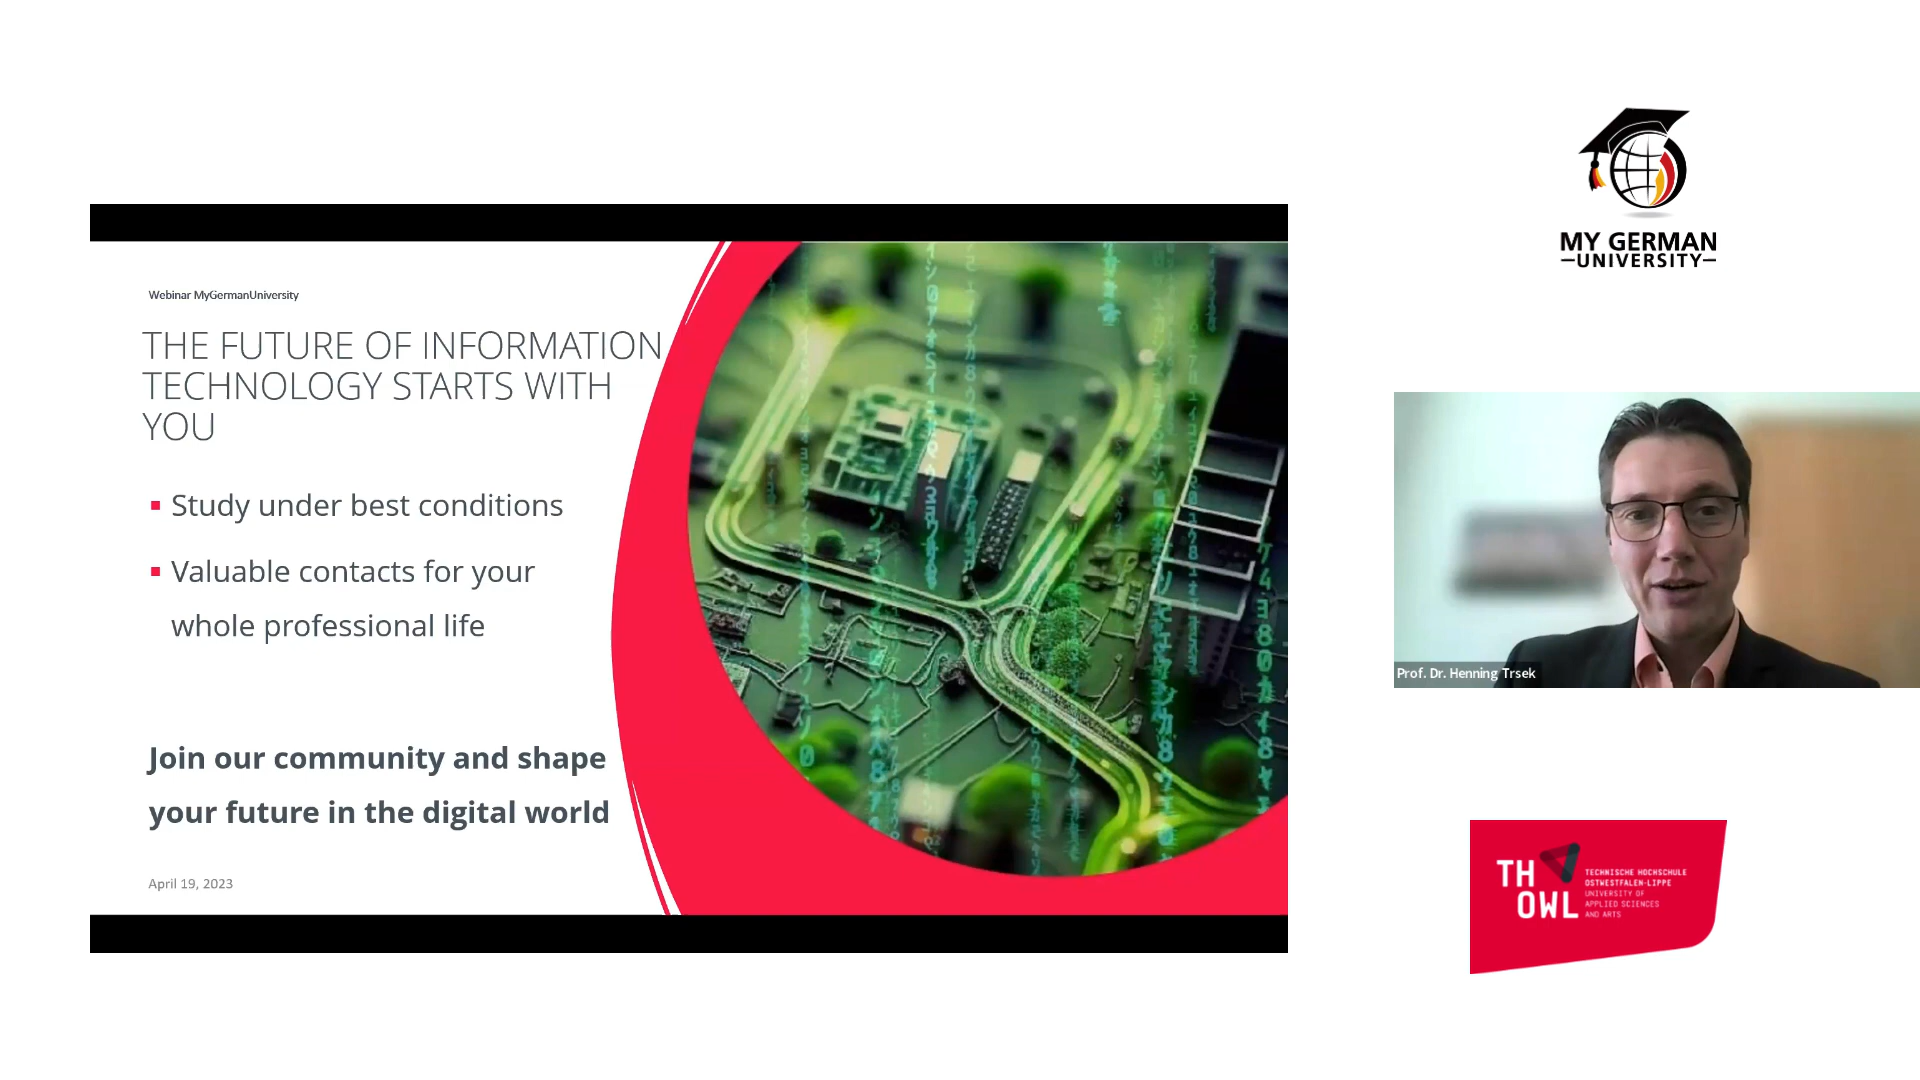 Webinar MyGermanUniversity
THE FUTURE OF INFORMATION
TECHNOLOGY STARTS WITH
YOU
▪ Study under best conditions
▪ Valuable contacts for your
whole professional life
Join our community and shape
your future in the digital world
April 19, 2023
MY GERMAN
UNIVERSITY
Prof. Dr. Henning Trsek
TH
OWL
TECHNISCHE HOCHSCHULE
OSTWESTFALEN-LIPPE
UNIVERSITY OF
APPLIED SCIENCES
AND ARTS